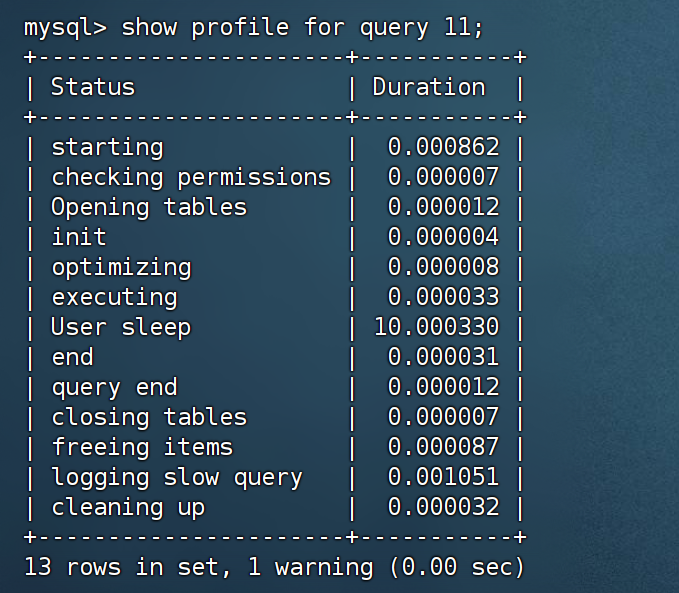 mysql> show profile for query 11;
+----------------------+-----------+
| Status               | Duration  |
+----------------------+-----------+
| starting             |  0.000862 |
| checking permissions |  0.000007 |
| Opening tables       |  0.000012 |
| init                 |  0.000004 |
| optimizing           |  0.000008 |
| executing            |  0.000033 |
| User sleep           | 10.000330 |
| end                  |  0.000031 |
| query end            |  0.000012 |
| closing tables       |  0.000007 |
| freeing items        |  0.000087 |
| logging slow query   |  0.001051 |
| cleaning up          |  0.000032 |
+----------------------+-----------+
13 rows in set, 1 warning (0.00 sec)